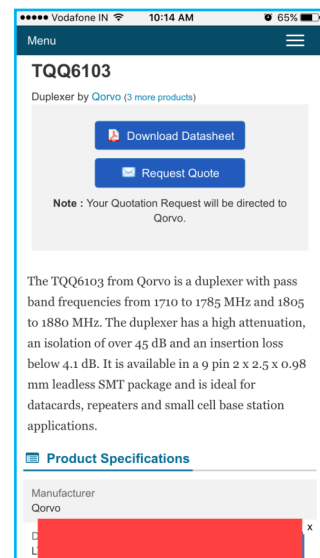 Vodafone IN 10:14 AM 65%
Menu
TQQ6103
Duplexer by Qorvo (3 more products)
Download Datasheet
Request Quote
Note : Your Quotation Request will be directed to
Qorvo.
The TQQ6103 from Qorvo is a duplexer with pass
band frequencies from 1710 to 1785 MHz and 1805
to 1880 MHz. The duplexer has a high attenuation,
an isolation of over 45 dB and an insertion loss
below 4.1 dB. It is available in a 9 pin 2 x 2.5 x 0.98
mm leadless SMT package and is ideal for
datacards, repeaters and small cell base station
applications.
Product Specifications
Manufacturer
Qorvo
x